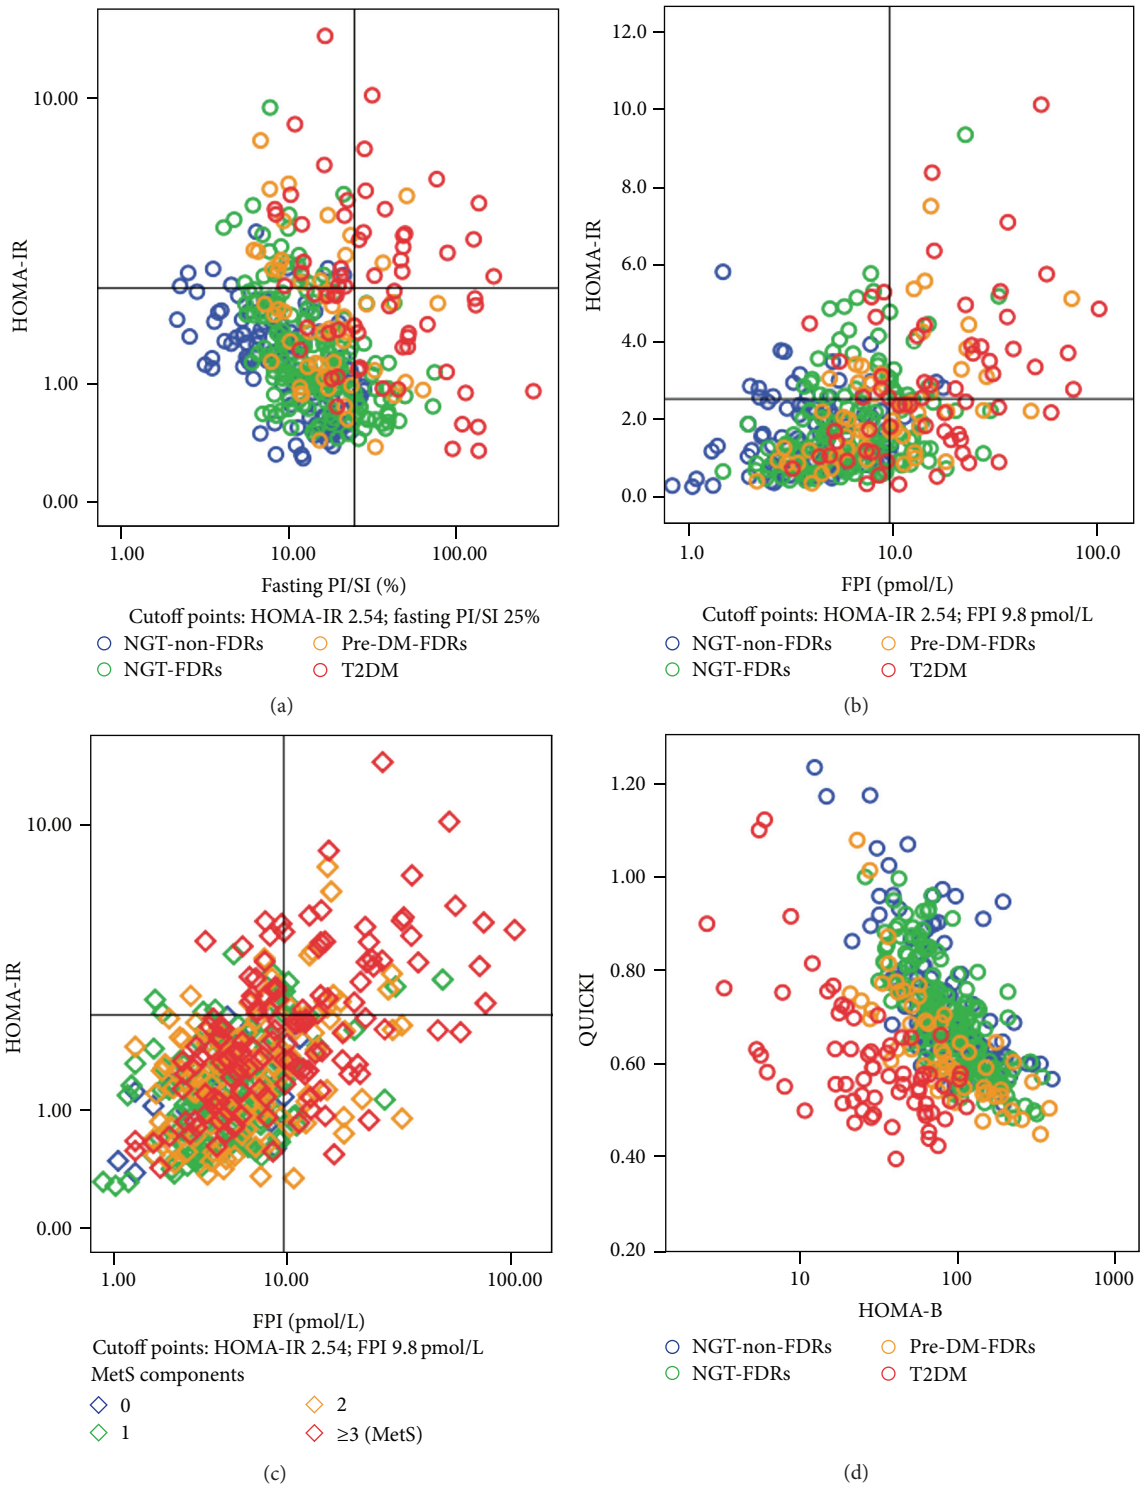 HOMA-IR
10.00
1.00
0.00
1.00 10.00 100.00
Fasting PI/SI (%)
Cutoff points: HOMA-IR 2.54; fasting PI/SI 25%
NGT-non-FDRs Pre-DM-FDRs
NGT-FDRs T2DM
(a)
HOMA-IR
12.0
10.0
8.0
6.0
4.0
2.0
0.0
1.0 10.0 100.0
FPI (pmol/L)
Cutoff points: HOMA-IR 2.54; FPI 9.8 pmol/L
NGT-non-FDRs Pre-DM-FDRs
NGT-FDRs T2DM
(b)
HOMA-IR
10.00
1.00
0.00
1.00 10.00 100.00
FPI (pmol/L)
Cutoff points: HOMA-IR 2.54; FPI 9.8 pmol/L
MetS components
0 2
1 ≥3 (MetS)
(c)
QUICKI
1.20
1.00
0.80
0.60
0.40
0.20
10 100 1000
HOMA-B
NGT-non-FDRs Pre-DM-FDRs
NGT-FDRs T2DM
(d)